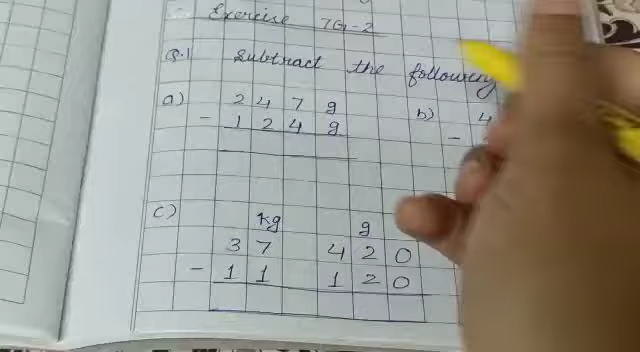 Exercise 7G-2
Q.1 Subtract the following
a) 2 4 7 g b) 4
- 1 2 4 g -
c) kg g
3 7 4 2 0
- 1 1 1 2 0